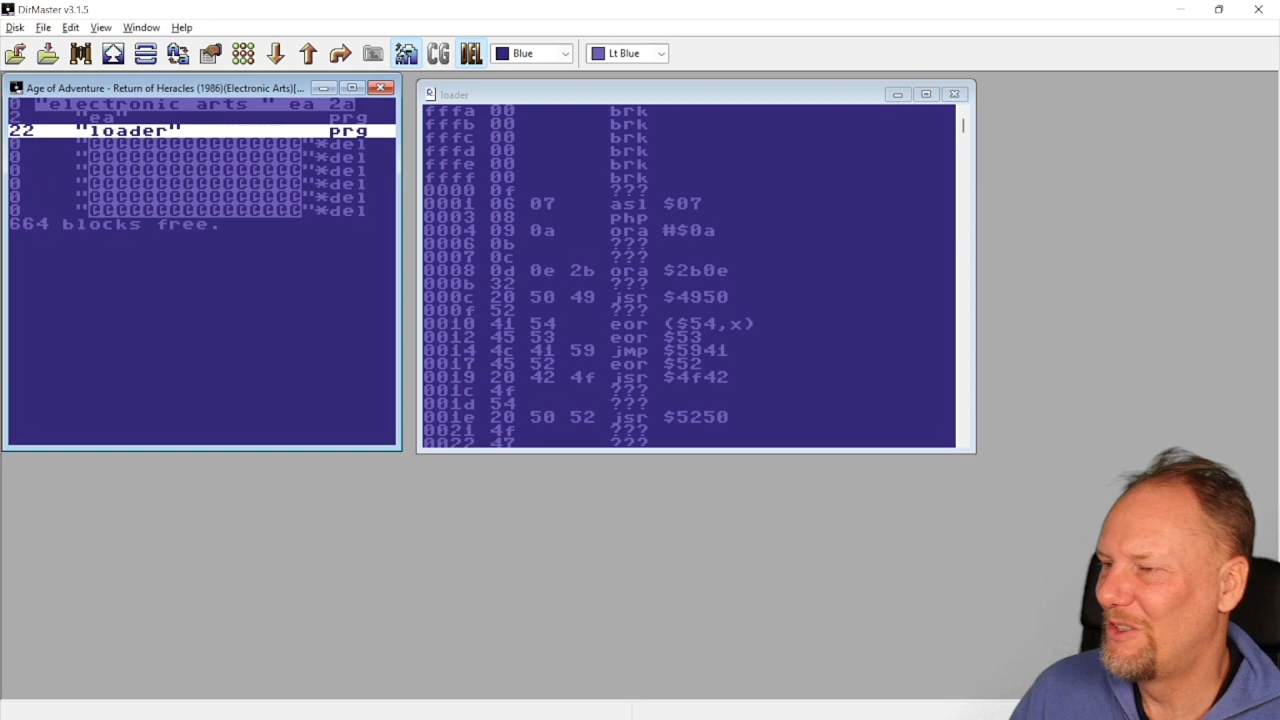 DirMaster v3.1.5
Disk File Edit View Window Help
CG DEL Blue Lt Blue
Age of Adventure - Return of Heracles (1986)(Electronic Arts)[...
0 "electronic arts " ea 2a
2 "ea" prg
22 "loader" prg
0 "@@@@@@@@@@@@@@@@"*del
0 "@@@@@@@@@@@@@@@@"*del
0 "@@@@@@@@@@@@@@@@"*del
0 "@@@@@@@@@@@@@@@@"*del
0 "@@@@@@@@@@@@@@@@"*del
0 "@@@@@@@@@@@@@@@@"*del
664 blocks free.
loader
fffa 00 brk
fffb 00 brk
fffc 00 brk
fffd 00 brk
fffe 00 brk
ffff 00 brk
0000 0f ???
0001 06 07 asl $07
0003 08 php
0004 09 0a ora #$0a
0006 0b ???
0007 0c ???
0008 0d 0e 2b ora $2b0e
000b 32 ???
000c 20 50 49 jsr $4950
000f 52 ???
0010 41 54 eor ($54,x)
0012 45 53 eor $53
0014 4c 41 59 jmp $5941
0017 45 52 eor $52
0019 20 42 4f jsr $4f42
001c 4f ???
001d 54 ???
001e 20 50 52 jsr $5250
0021 4f ???
0022 47 ???